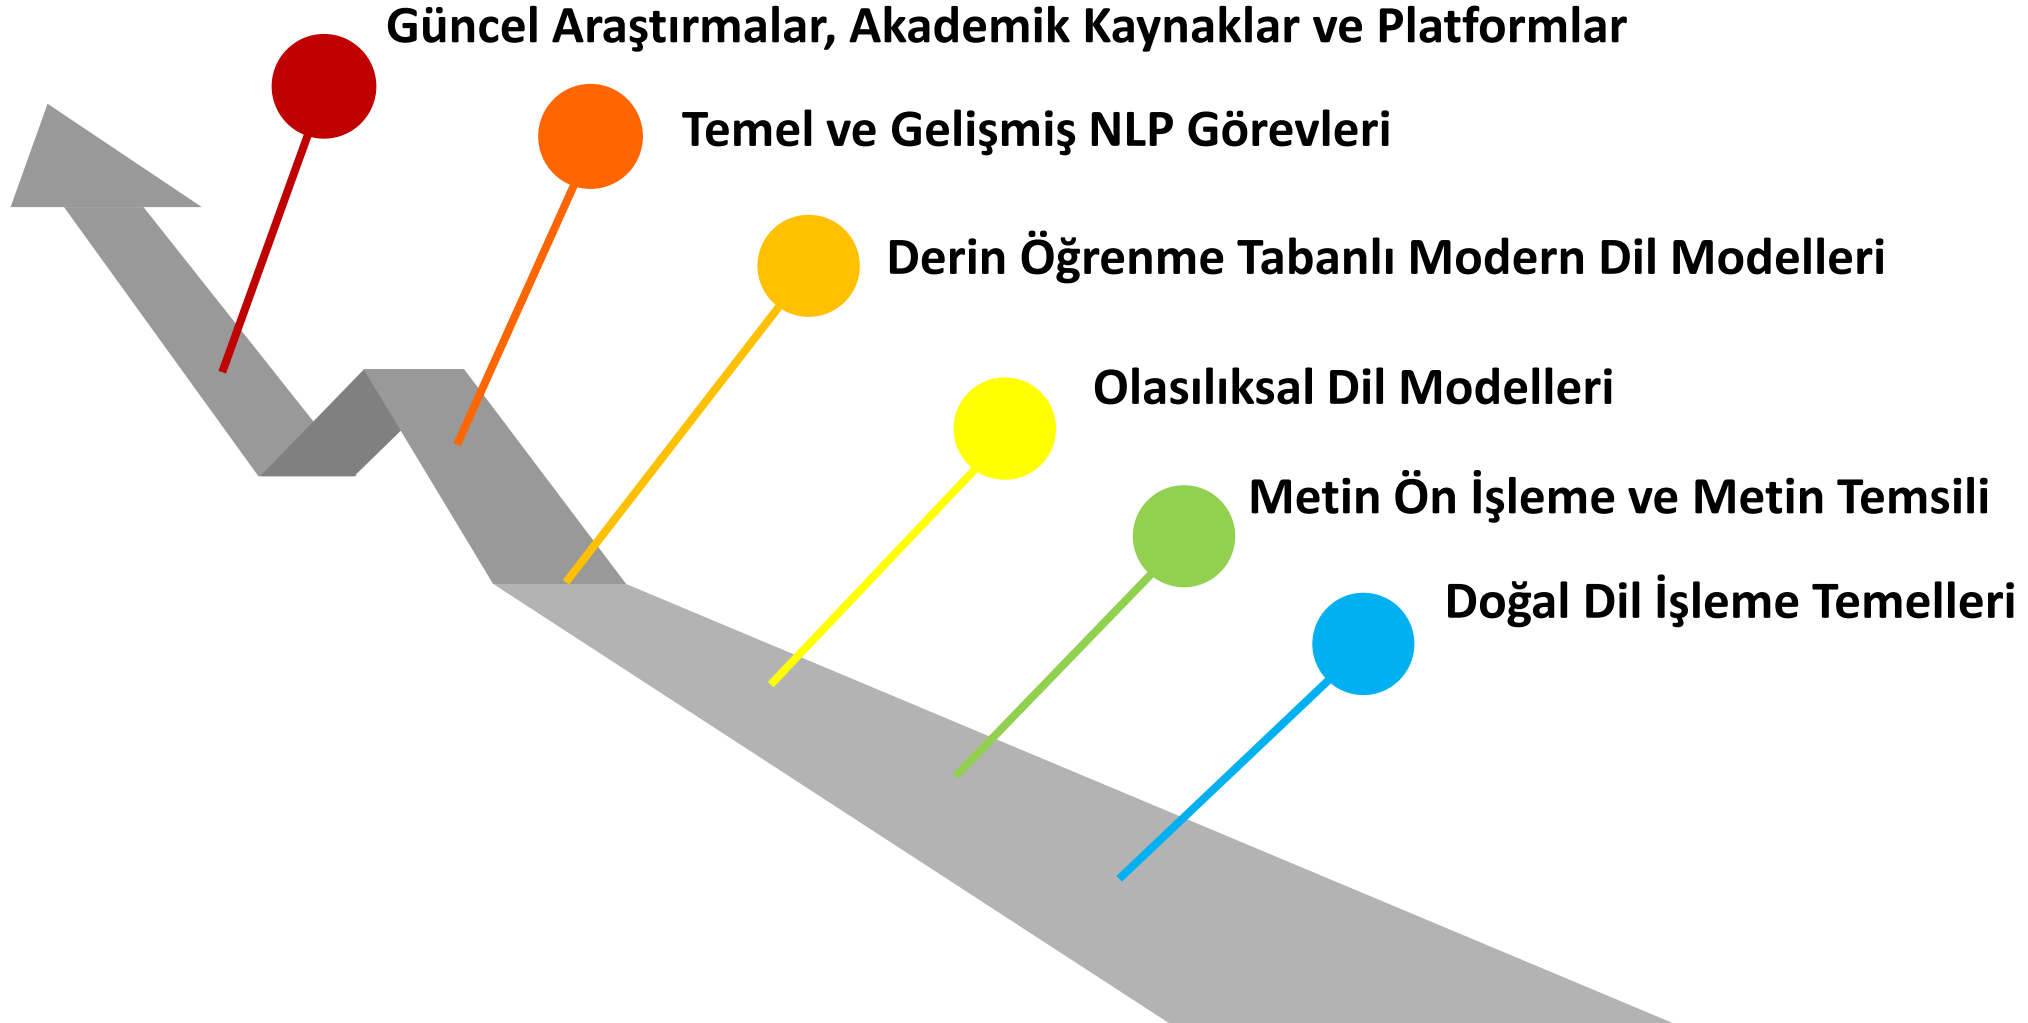 Güncel Araştırmalar, Akademik Kaynaklar ve Platformlar
Temel ve Gelişmiş NLP Görevleri
Derin Öğrenme Tabanlı Modern Dil Modelleri
Olasılıksal Dil Modelleri
Metin Ön İşleme ve Metin Temsili
Doğal Dil İşleme Temelleri